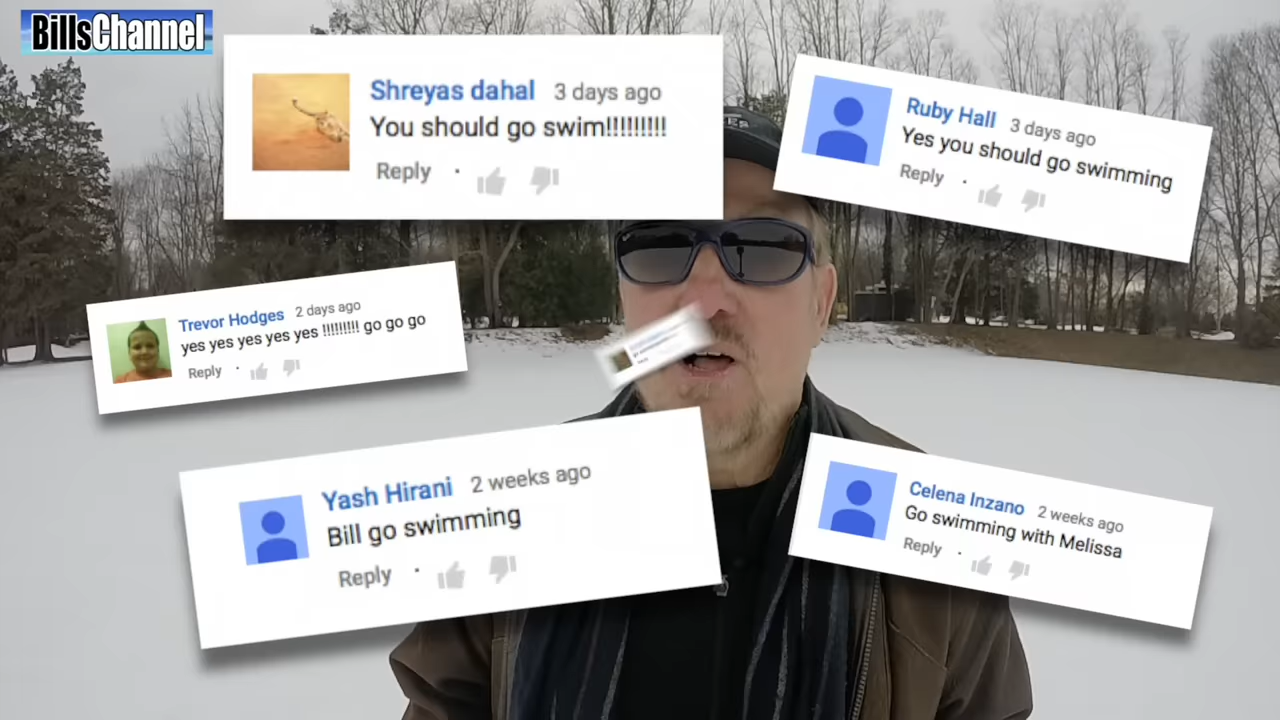 BillsChannel
Shreyas dahal 3 days ago
You should go swim!!!!!!!!!
Reply
Ruby Hall 3 days ago
Yes you should go swimming
Reply
Trevor Hodges 2 days ago
yes yes yes yes yes !!!!!!!!! go go go
Reply
Yash Hirani 2 weeks ago
Bill go swimming
Reply
Celena Inzano 2 weeks ago
Go swimming with Melissa
Reply